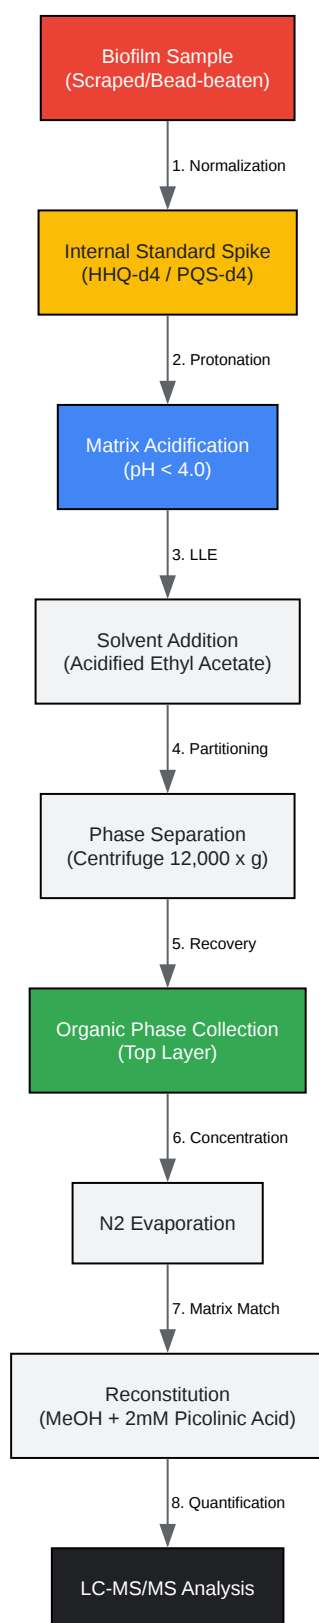 Biofilm Sample
(Scraped/Bead-beaten)
1. Normalization
Internal Standard Spike
(HHQ-d4 / PQS-d4)
2. Protonation
Matrix Acidification
(pH < 4.0)
3. LLE
Solvent Addition
(Acidified Ethyl Acetate)
4. Partitioning
Phase Separation
(Centrifuge 12,000 x g)
5. Recovery
Organic Phase Collection
(Top Layer)
6. Concentration
N2 Evaporation
7. Matrix Match
Reconstitution
(MeOH + 2mM Picolinic Acid)
8. Quantification
LC-MS/MS Analysis